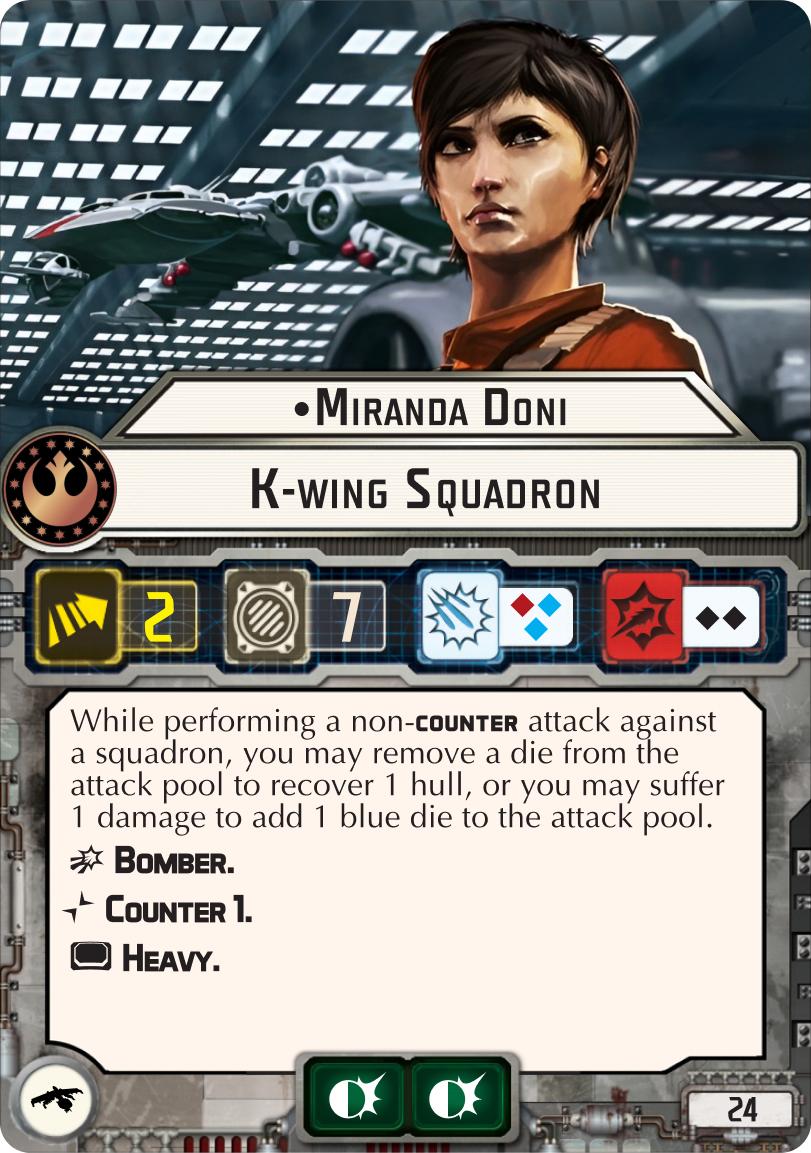 •Miranda Doni
K-wing Squadron
2 7
While performing a non-COUNTER attack against
a squadron, you may remove a die from the
attack pool to recover 1 hull, or you may suffer
1 damage to add 1 blue die to the attack pool.
Bomber.
Counter 1.
Heavy.
24